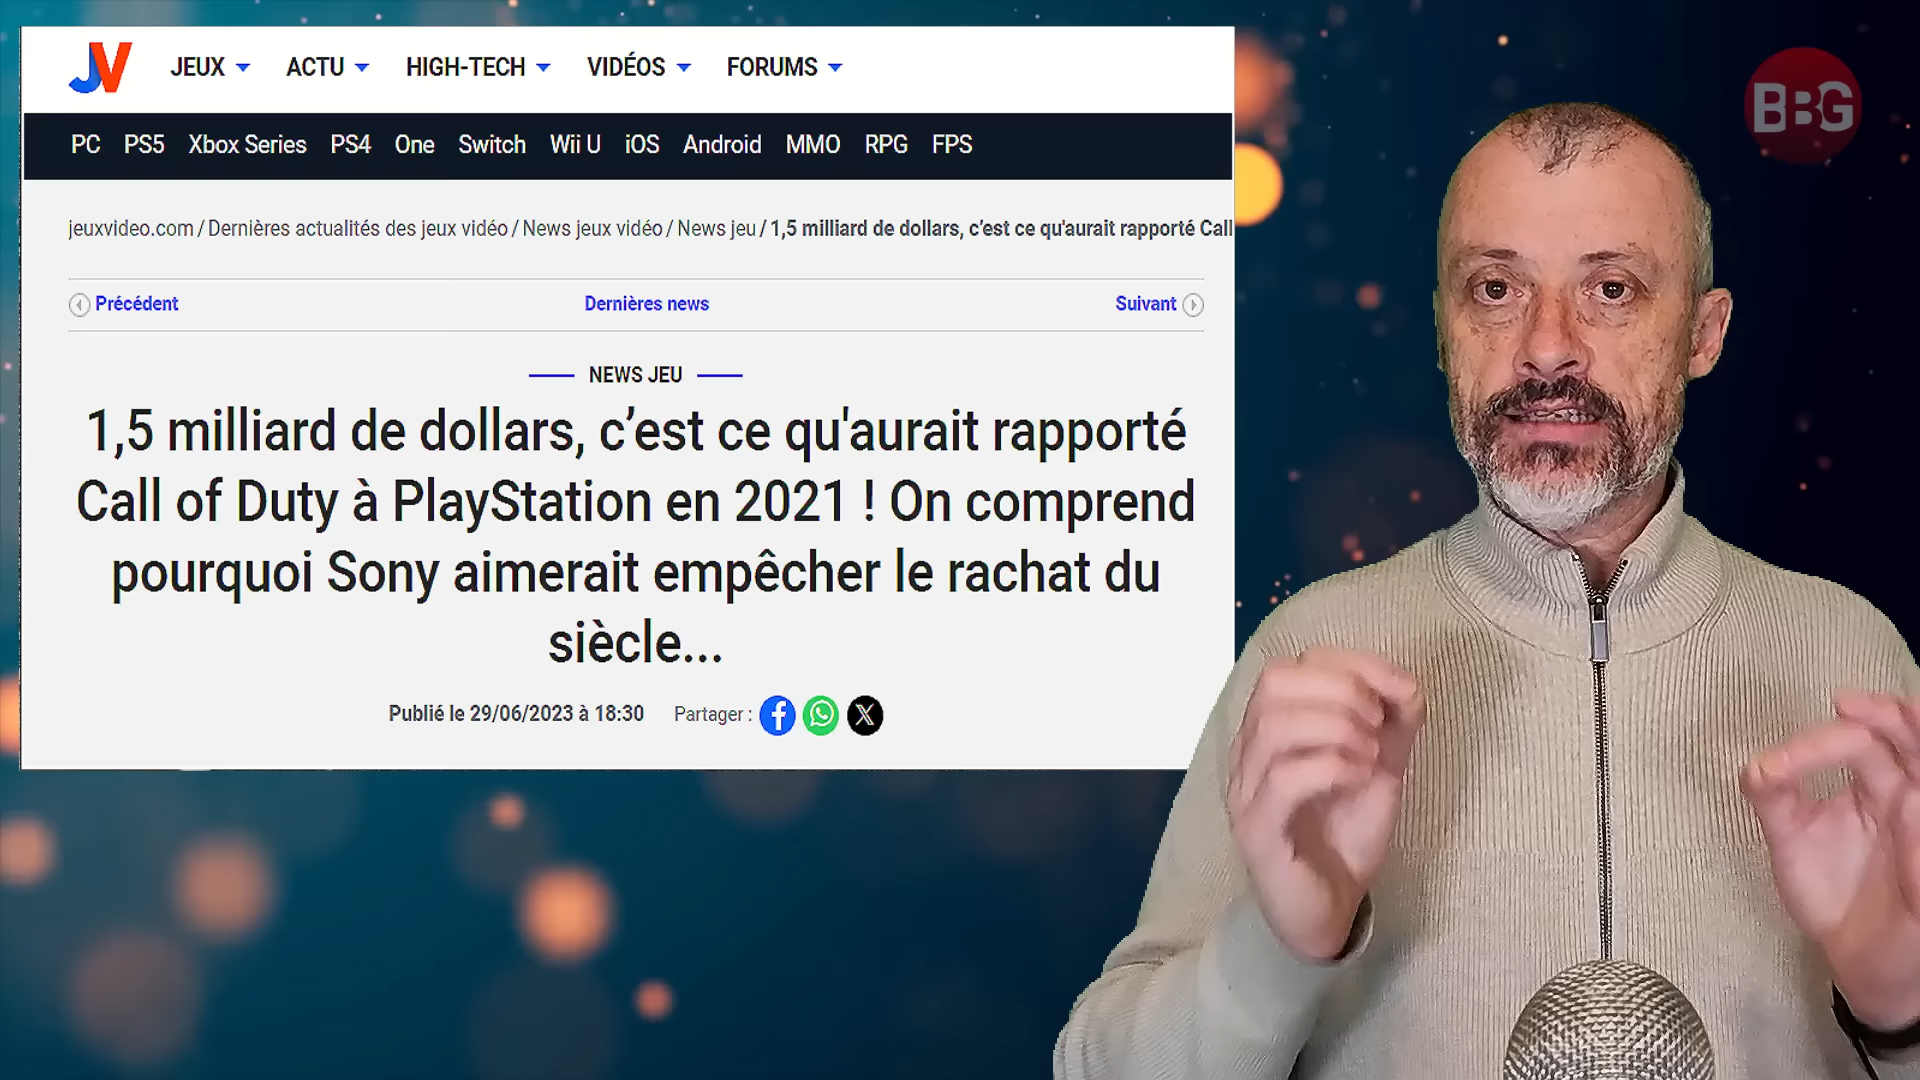 JV JEUX ACTU HIGH-TECH VIDÉOS FORUMS
BBG
PC PS5 Xbox Series PS4 One Switch Wii U iOS Android MMO RPG FPS
jeuxvideo.com / Dernières actualités des jeux vidéo / News jeux vidéo / News jeu / 1,5 milliard de dollars, c’est ce qu'aurait rapporté Call
Précédent Dernières news Suivant
NEWS JEU
1,5 milliard de dollars, c’est ce qu'aurait rapporté
Call of Duty à PlayStation en 2021 ! On comprend
pourquoi Sony aimerait empêcher le rachat du
siècle...
Publié le 29/06/2023 à 18:30 Partager :